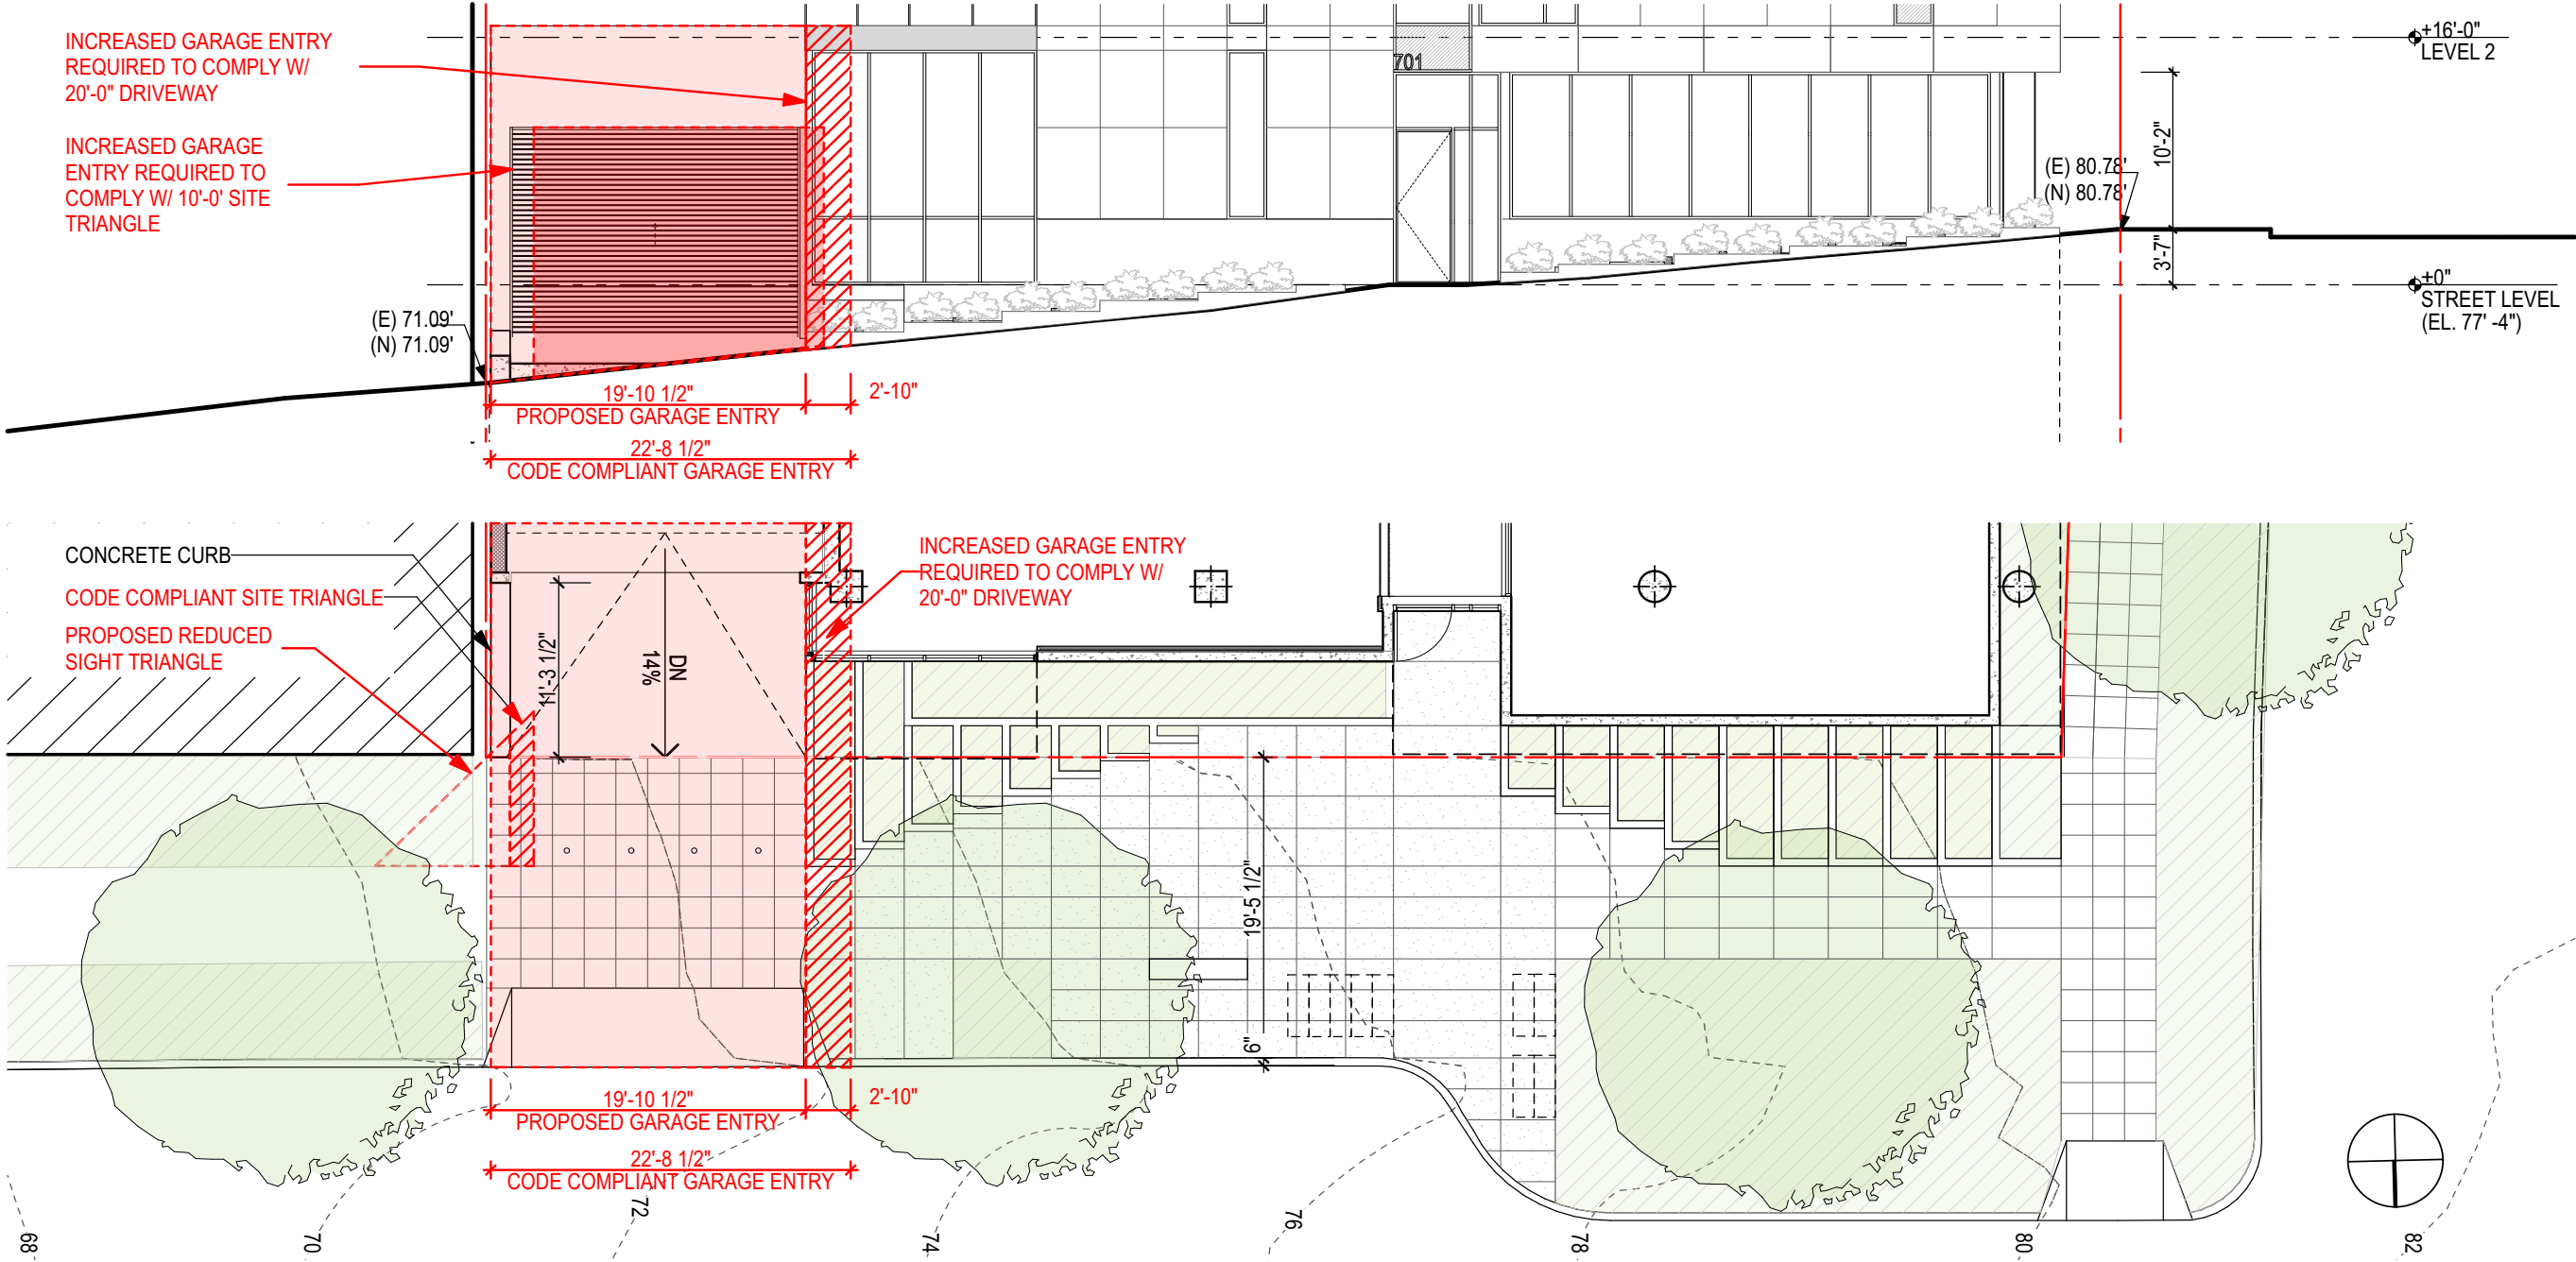 INCREASED GARAGE ENTRY
REQUIRED TO COMPLY W/
20'-0" DRIVEWAY
INCREASED GARAGE
ENTRY REQUIRED TO
COMPLY W/ 10'-0' SITE
TRIANGLE
701
+16'-0"
LEVEL 2
10'-2"
(E) 80.78'
(N) 80.78'
3'-7"
+0"
STREET LEVEL
(EL. 77' -4")
(E) 71.09'
(N) 71.09'
19'-10 1/2"
PROPOSED GARAGE ENTRY
2'-10"
22'-8 1/2"
CODE COMPLIANT GARAGE ENTRY
CONCRETE CURB
CODE COMPLIANT SITE TRIANGLE
PROPOSED REDUCED
SIGHT TRIANGLE
INCREASED GARAGE ENTRY
REQUIRED TO COMPLY W/
20'-0" DRIVEWAY
11'-3 1/2"
DN
14%
19'-5 1/2"
6"
19'-10 1/2"
PROPOSED GARAGE ENTRY
2'-10"
22'-8 1/2"
CODE COMPLIANT GARAGE ENTRY
68
70
72
74
76
78
80
82